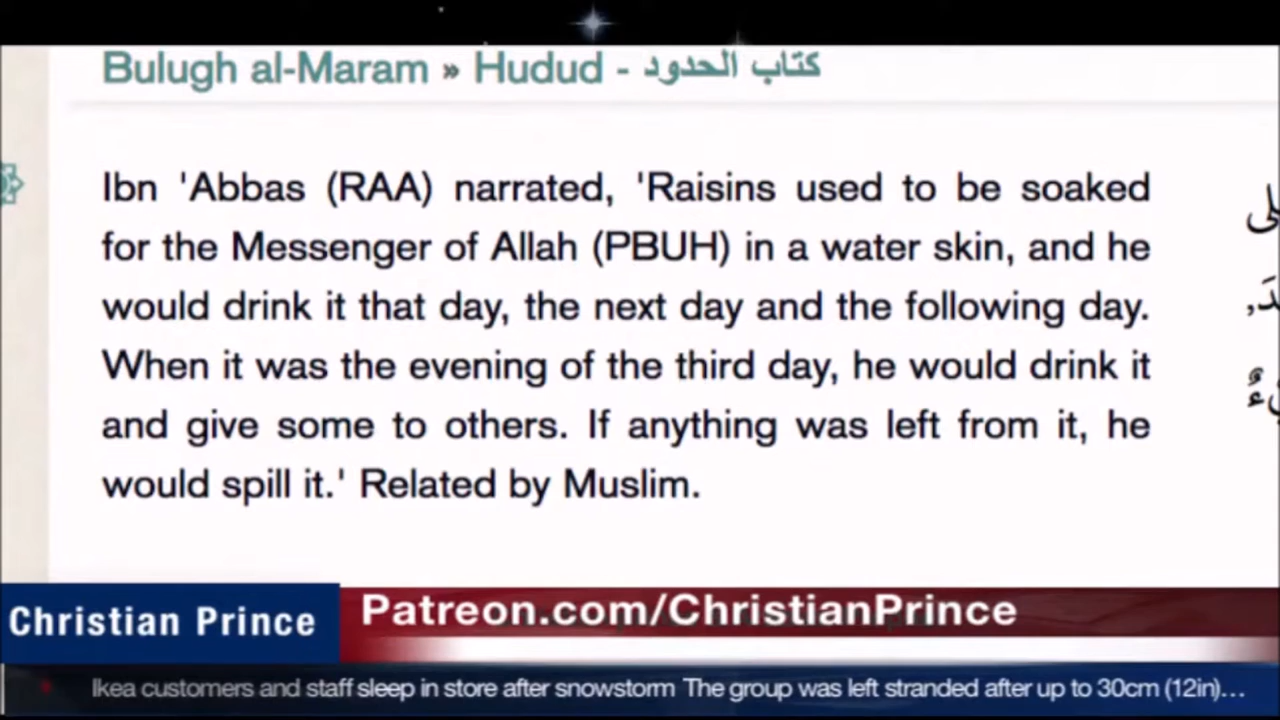 Bulugh al-Maram » Hudud - كتاب الحدود
Ibn 'Abbas (RAA) narrated, 'Raisins used to be soaked
for the Messenger of Allah (PBUH) in a water skin, and he
would drink it that day, the next day and the following day.
When it was the evening of the third day, he would drink it
and give some to others. If anything was left from it, he
would spill it.' Related by Muslim.
Christian Prince
Patreon.com/ChristianPrince
Ikea customers and staff sleep in store after snowstorm The group was left stranded after up to 30cm (12in)...